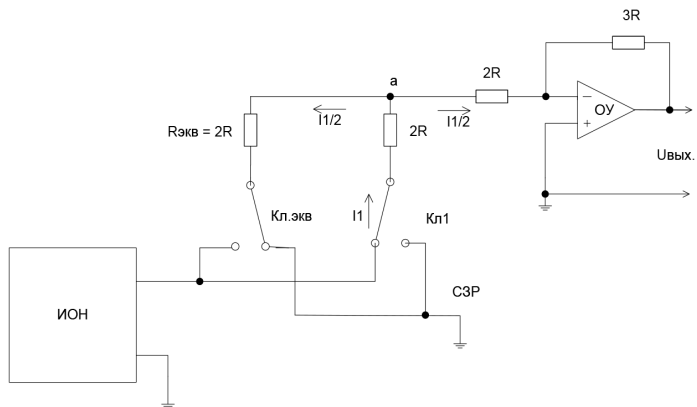 3R
2R
a
I1/2
I1/2
Rэкв = 2R
2R
ОУ
−
+
Uвых.
Кл.экв
I1
Кл1
СЗР
ИОН